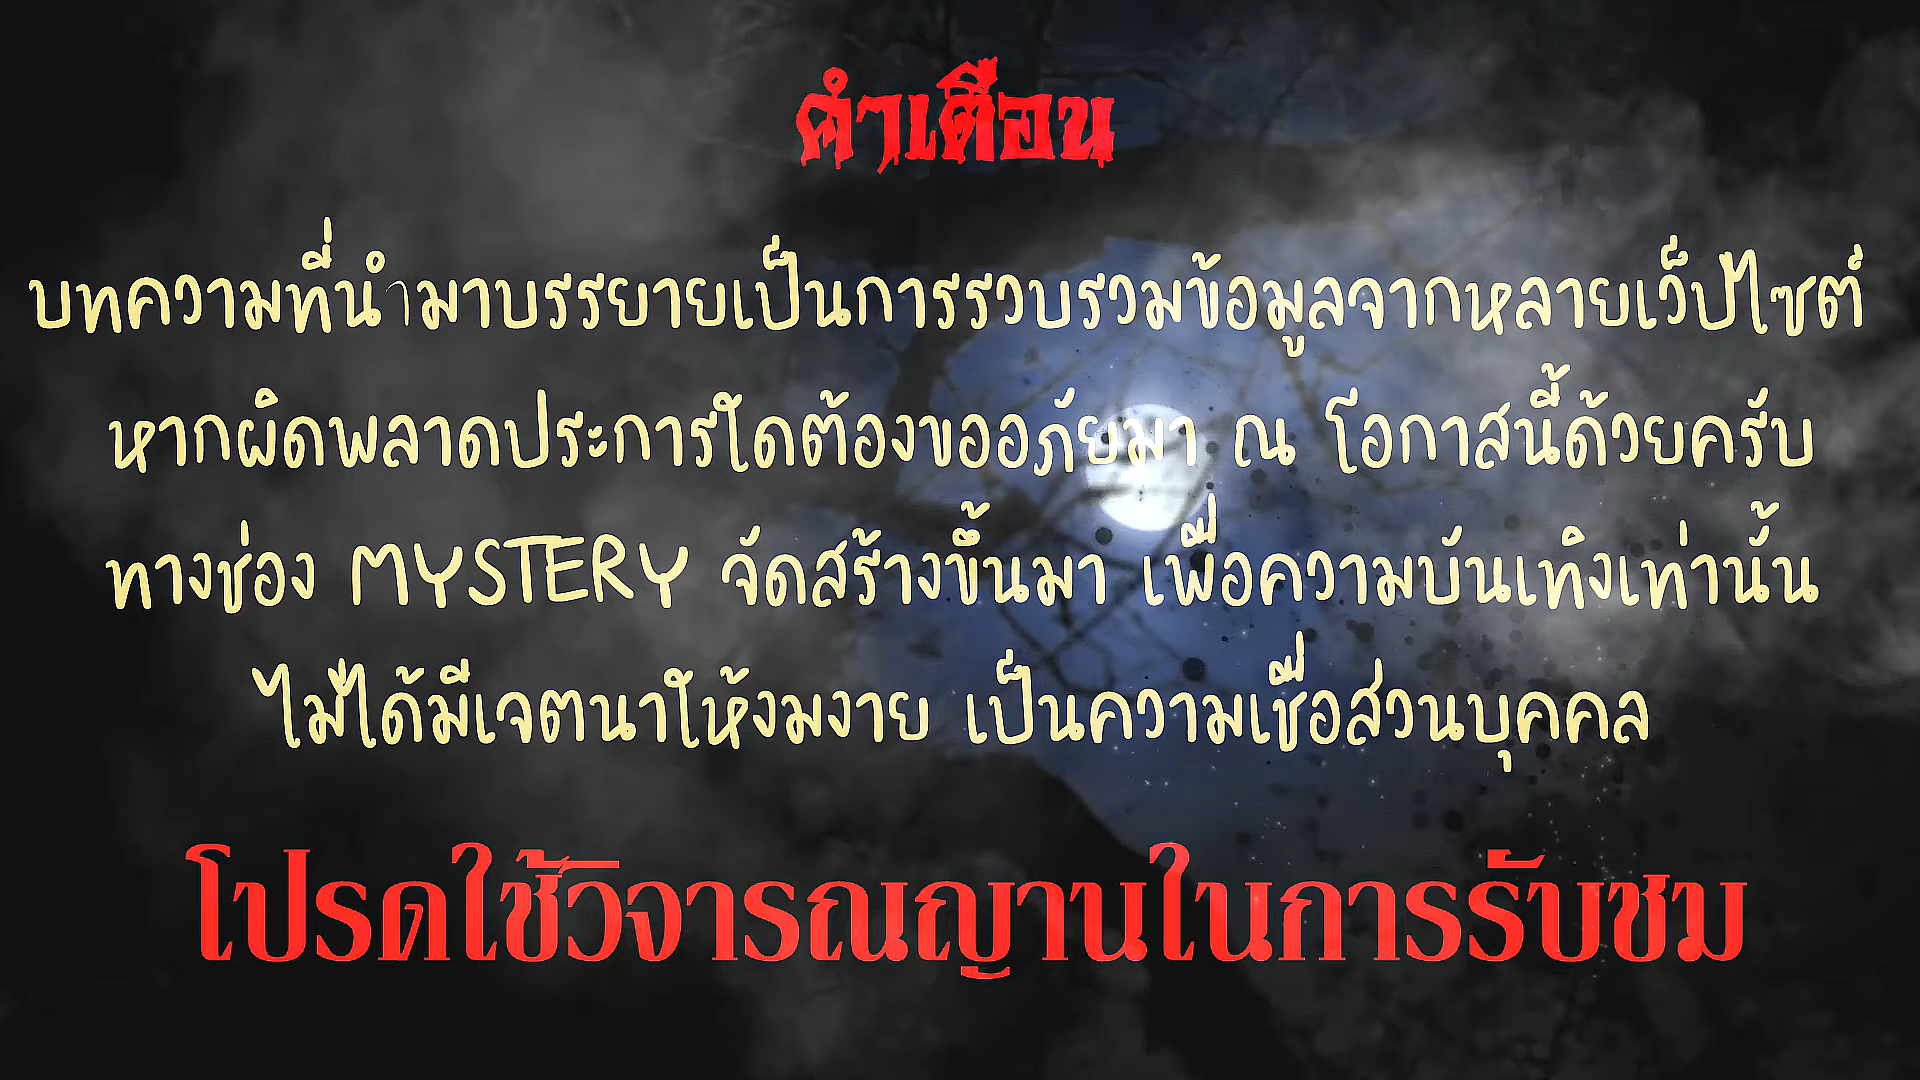 คำเตือน
บทความที่นำมาบรรยายเป็นการรวบรวมข้อมูลจากหลายเว็ปไซต์
หากผิดพลาดประการใดต้องขออภัยมา ณ โอกาสนี้ด้วยครับ
ทางช่อง MYSTERY จัดสร้างขึ้นมา เพื่อความบันเทิงเท่านั้น
ไม่ได้มีเจตนาให้งมงาย เป็นความเชื่อส่วนบุคคล
โปรดใช้วิจารณญานในการรับชม